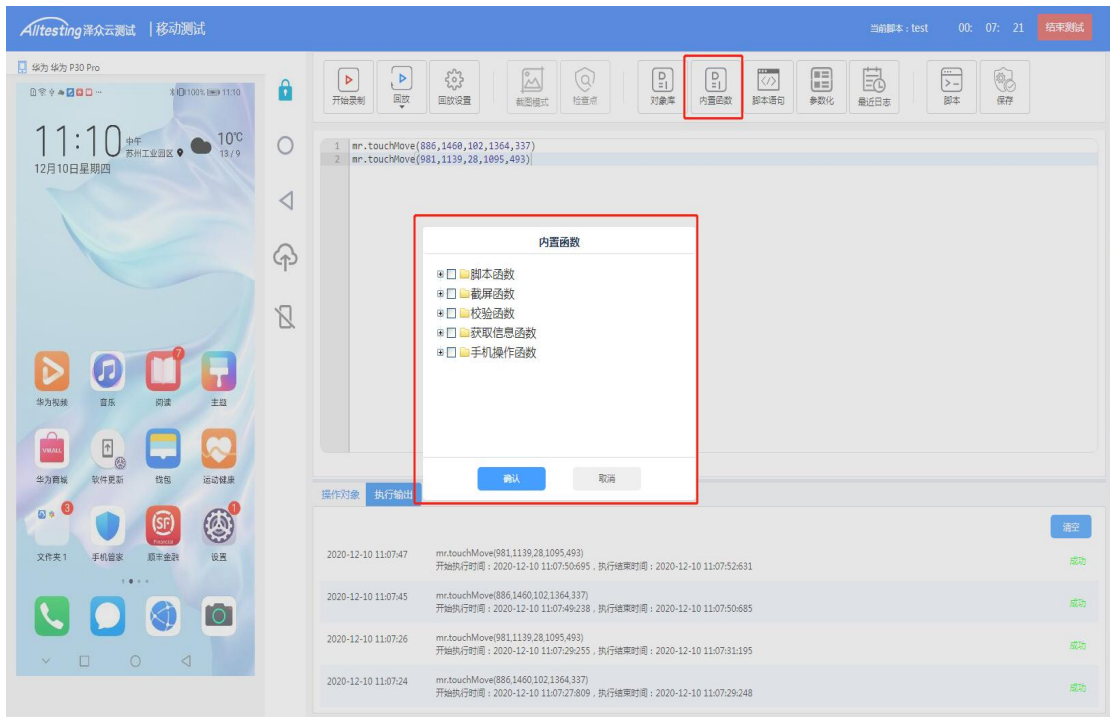 Alltesting泽众云测试 | 移动测试
当前脚本：test 00: 07: 21 结束测试
华为 华为 P30 Pro
100% 11:10
11:10 中午 苏州工业园区 10℃ 13 / 9
12月10日星期四
华为视频 音乐 阅读 7 主题
VMALL
华为商城 软件更新 钱包 运动健康
3 SF Financial 1
文件夹1 手机管家 顺丰金融 设置
开始录制 回放 回放设置 截图模式 检查点 对象库 内置函数 脚本语句 参数化 最近日志 脚本 保存
1 mr.touchMove(886,1460,102,1364,337)
2 mr.touchMove(981,1139,28,1095,493)
内置函数
脚本函数
截屏函数
校验函数
获取信息函数
手机操作函数
确认 取消
操作对象 执行输出
清空
2020-12-10 11:07:47 mr.touchMove(981,1139,28,1095,493)
开始执行时间：2020-12-10 11:07:50:695，执行结束时间：2020-12-10 11:07:52:631 成功
2020-12-10 11:07:45 mr.touchMove(886,1460,102,1364,337)
开始执行时间：2020-12-10 11:07:49:238，执行结束时间：2020-12-10 11:07:50:685 成功
2020-12-10 11:07:26 mr.touchMove(981,1139,28,1095,493)
开始执行时间：2020-12-10 11:07:29:255，执行结束时间：2020-12-10 11:07:31:195 成功
2020-12-10 11:07:24 mr.touchMove(886,1460,102,1364,337)
开始执行时间：2020-12-10 11:07:27:809，执行结束时间：2020-12-10 11:07:29:248 成功